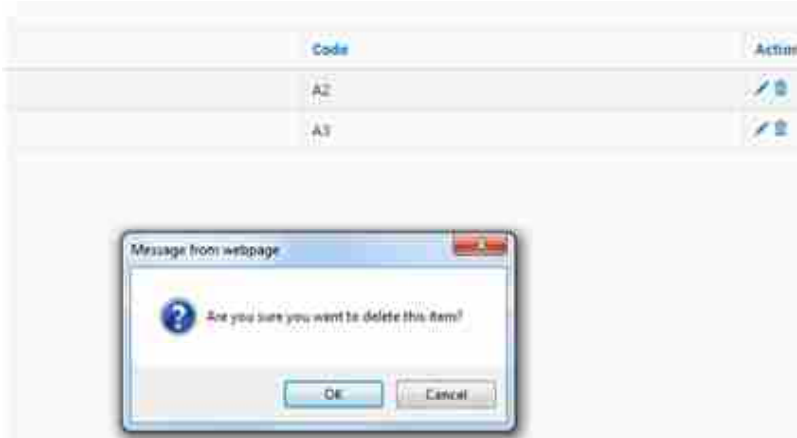 Code Action
A2
A3
Message from webpage
Are you sure you want to delete this item?
OK Cancel